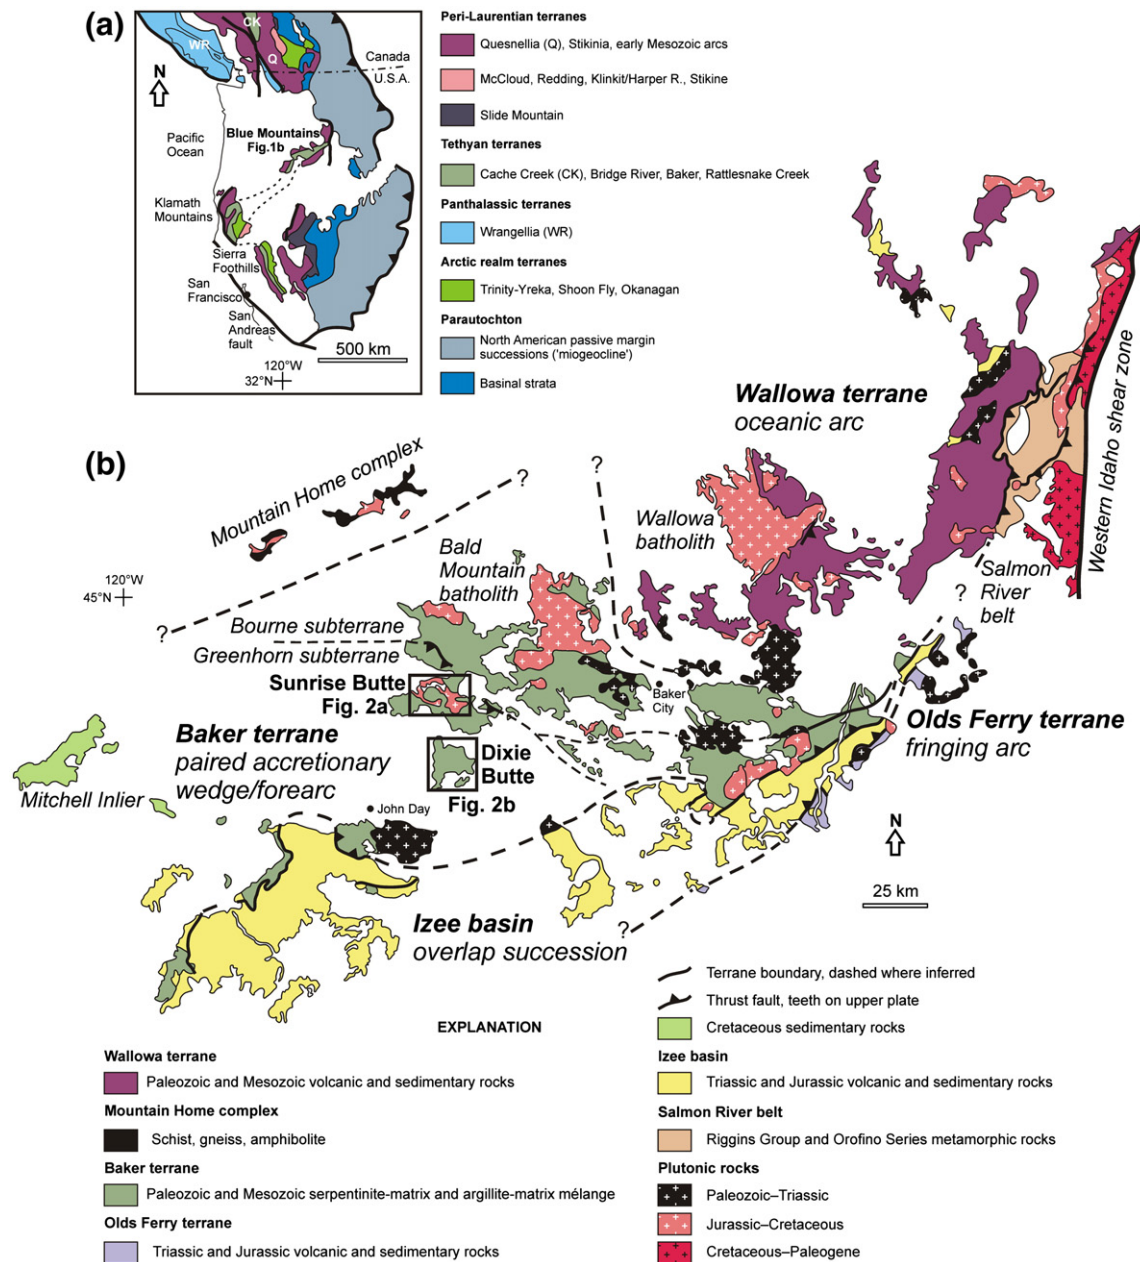 (a)
CK
WR
Q
Canada
U.S.A.
N
Pacific
Ocean
Blue Mountains
Fig.1b
Klamath
Mountains
Sierra
Foothills
San
Francisco
San
Andreas
fault
120°W
32°N
500 km
Peri-Laurentian terranes
Quesnellia (Q), Stikinia, early Mesozoic arcs
McCloud, Redding, Klinkit/Harper R., Stikine
Slide Mountain
Tethyan terranes
Cache Creek (CK), Bridge River, Baker, Rattlesnake Creek
Panthalassic terranes
Wrangellia (WR)
Arctic realm terranes
Trinity-Yreka, Shoon Fly, Okanagan
Parautochton
North American passive margin
successions ('miogeocline')
Basinal strata
(b)
Mountain Home complex
?
?
?
120°W
45°N
Wallowa terrane
oceanic arc
Wallowa
batholith
Western Idaho shear zone
Salmon
River
belt
?
Bald
Mountain
batholith
Bourne subterrane
Greenhorn subterrane
Sunrise Butte
Fig. 2a
Baker
City
Olds Ferry terrane
fringing arc
Baker terrane
paired accretionary
wedge/forearc
Dixie
Butte
Fig. 2b
Mitchell Inlier
John Day
N
25 km
Izee basin
overlap succession
?
Terrane boundary, dashed where inferred
Thrust fault, teeth on upper plate
Cretaceous sedimentary rocks
EXPLANATION
Wallowa terrane
Paleozoic and Mesozoic volcanic and sedimentary rocks
Mountain Home complex
Schist, gneiss, amphibolite
Baker terrane
Paleozoic and Mesozoic serpentinite-matrix and argillite-matrix mélange
Olds Ferry terrane
Triassic and Jurassic volcanic and sedimentary rocks
Izee basin
Triassic and Jurassic volcanic and sedimentary rocks
Salmon River belt
Riggins Group and Orofino Series metamorphic rocks
Plutonic rocks
Paleozoic–Triassic
Jurassic–Cretaceous
Cretaceous–Paleogene